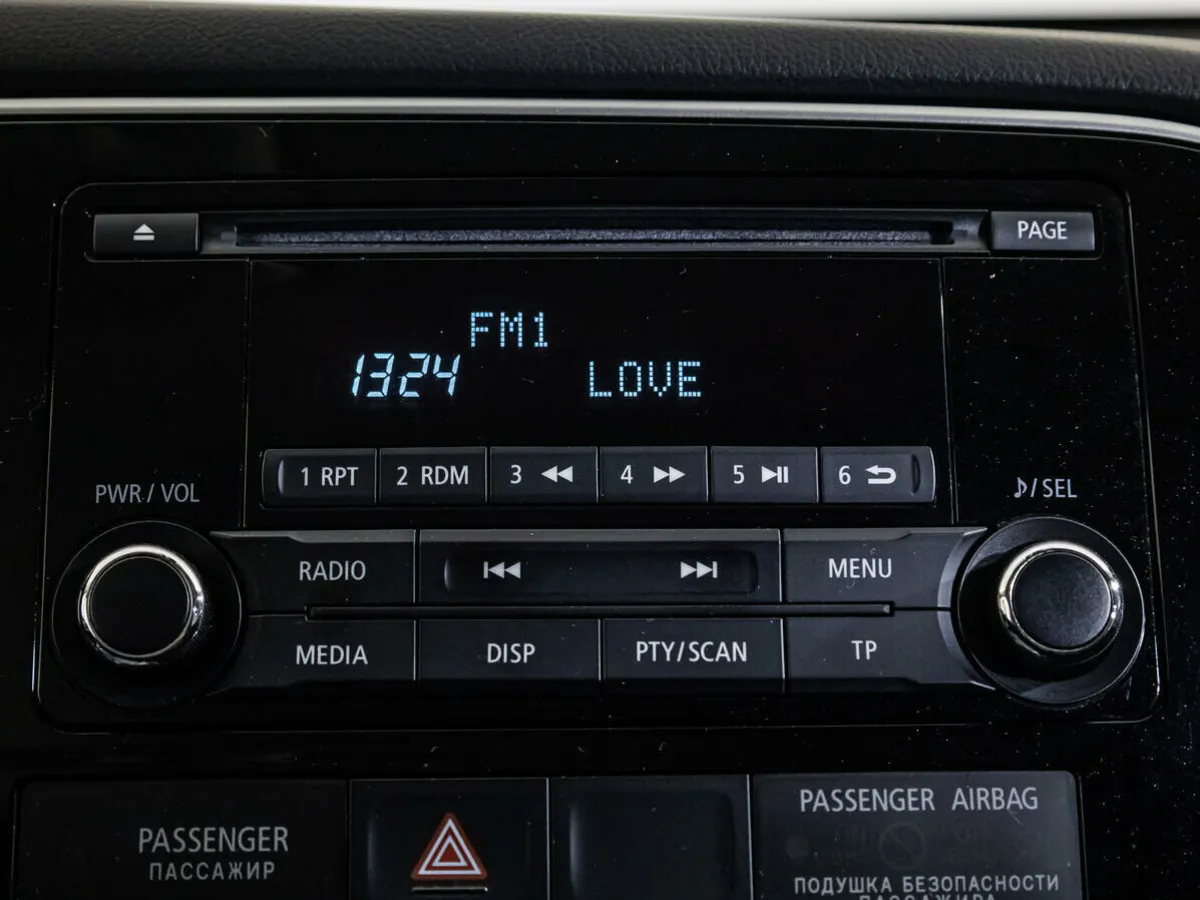 PAGE
FM1
1324 LOVE
1 RPT 2 RDM 3 4 5 6
PWR / VOL
♪/ SEL
RADIO MENU
MEDIA DISP PTY/SCAN TP
PASSENGER
ПАССАЖИР
PASSENGER AIRBAG
ПОДУШКА БЕЗОПАСНОСТИ
ПАССАЖИРА